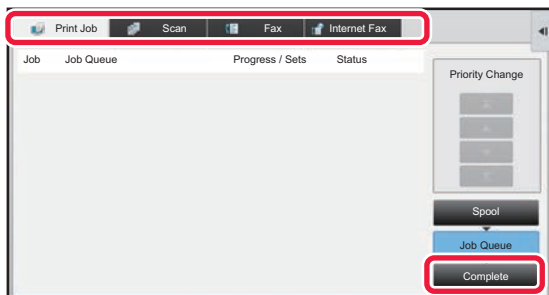 Print Job Scan Fax Internet Fax
Job Job Queue Progress / Sets Status
Priority Change
Spool
Job Queue
Complete